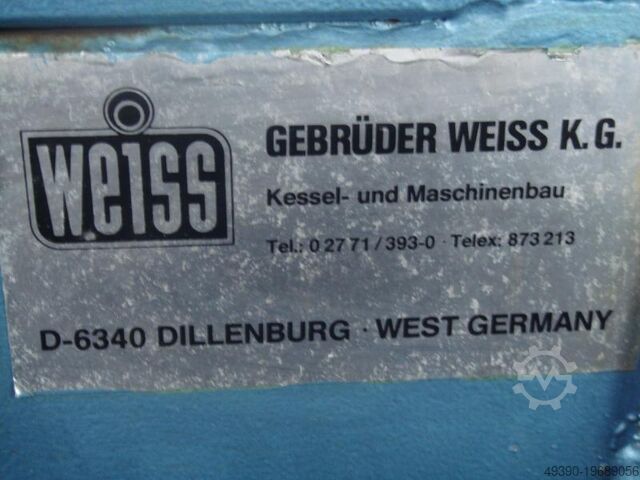 weiss
GEBRÜDER WEISS K.G.
Kessel- und Maschinenbau
Tel.: 0 27 71 / 393-0 · Telex: 873 213
D-6340 DILLENBURG · WEST GERMANY
49390-19689056